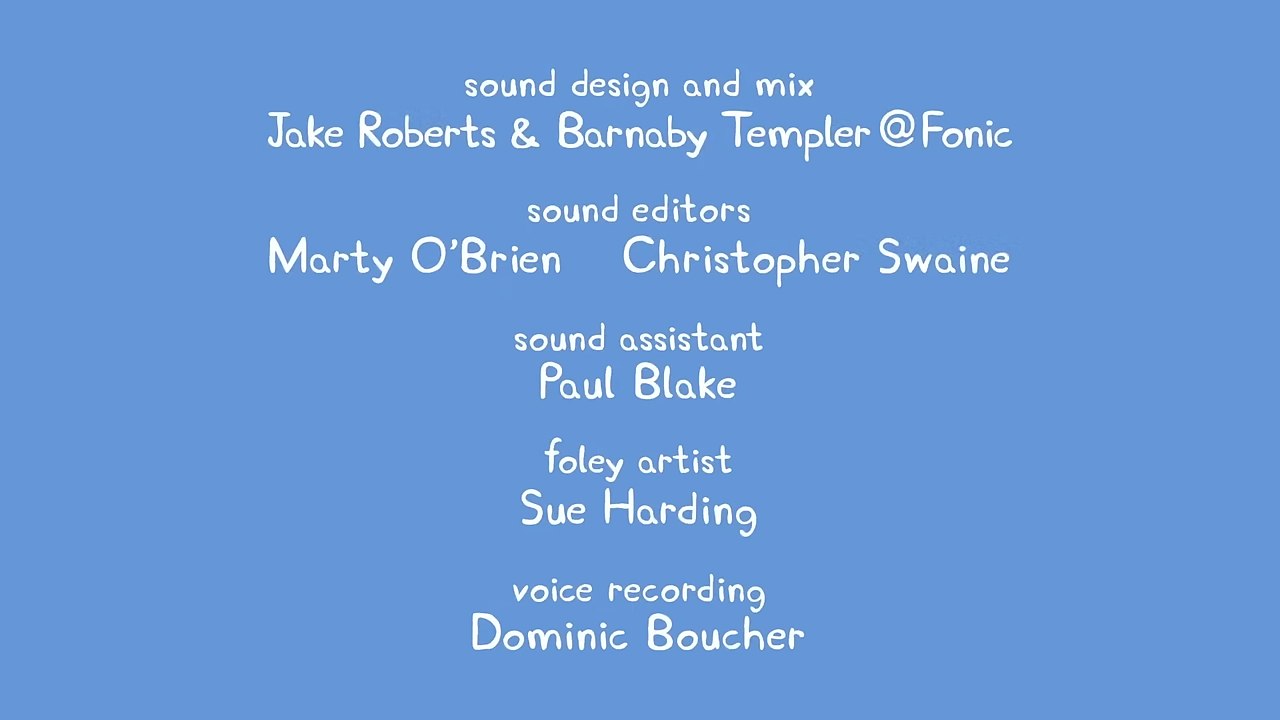 sound design and mix
Jake Roberts & Barnaby Templer @ Fonic
sound editors
Marty O'Brien Christopher Swaine
sound assistant
Paul Blake
foley artist
Sue Harding
voice recording
Dominic Boucher